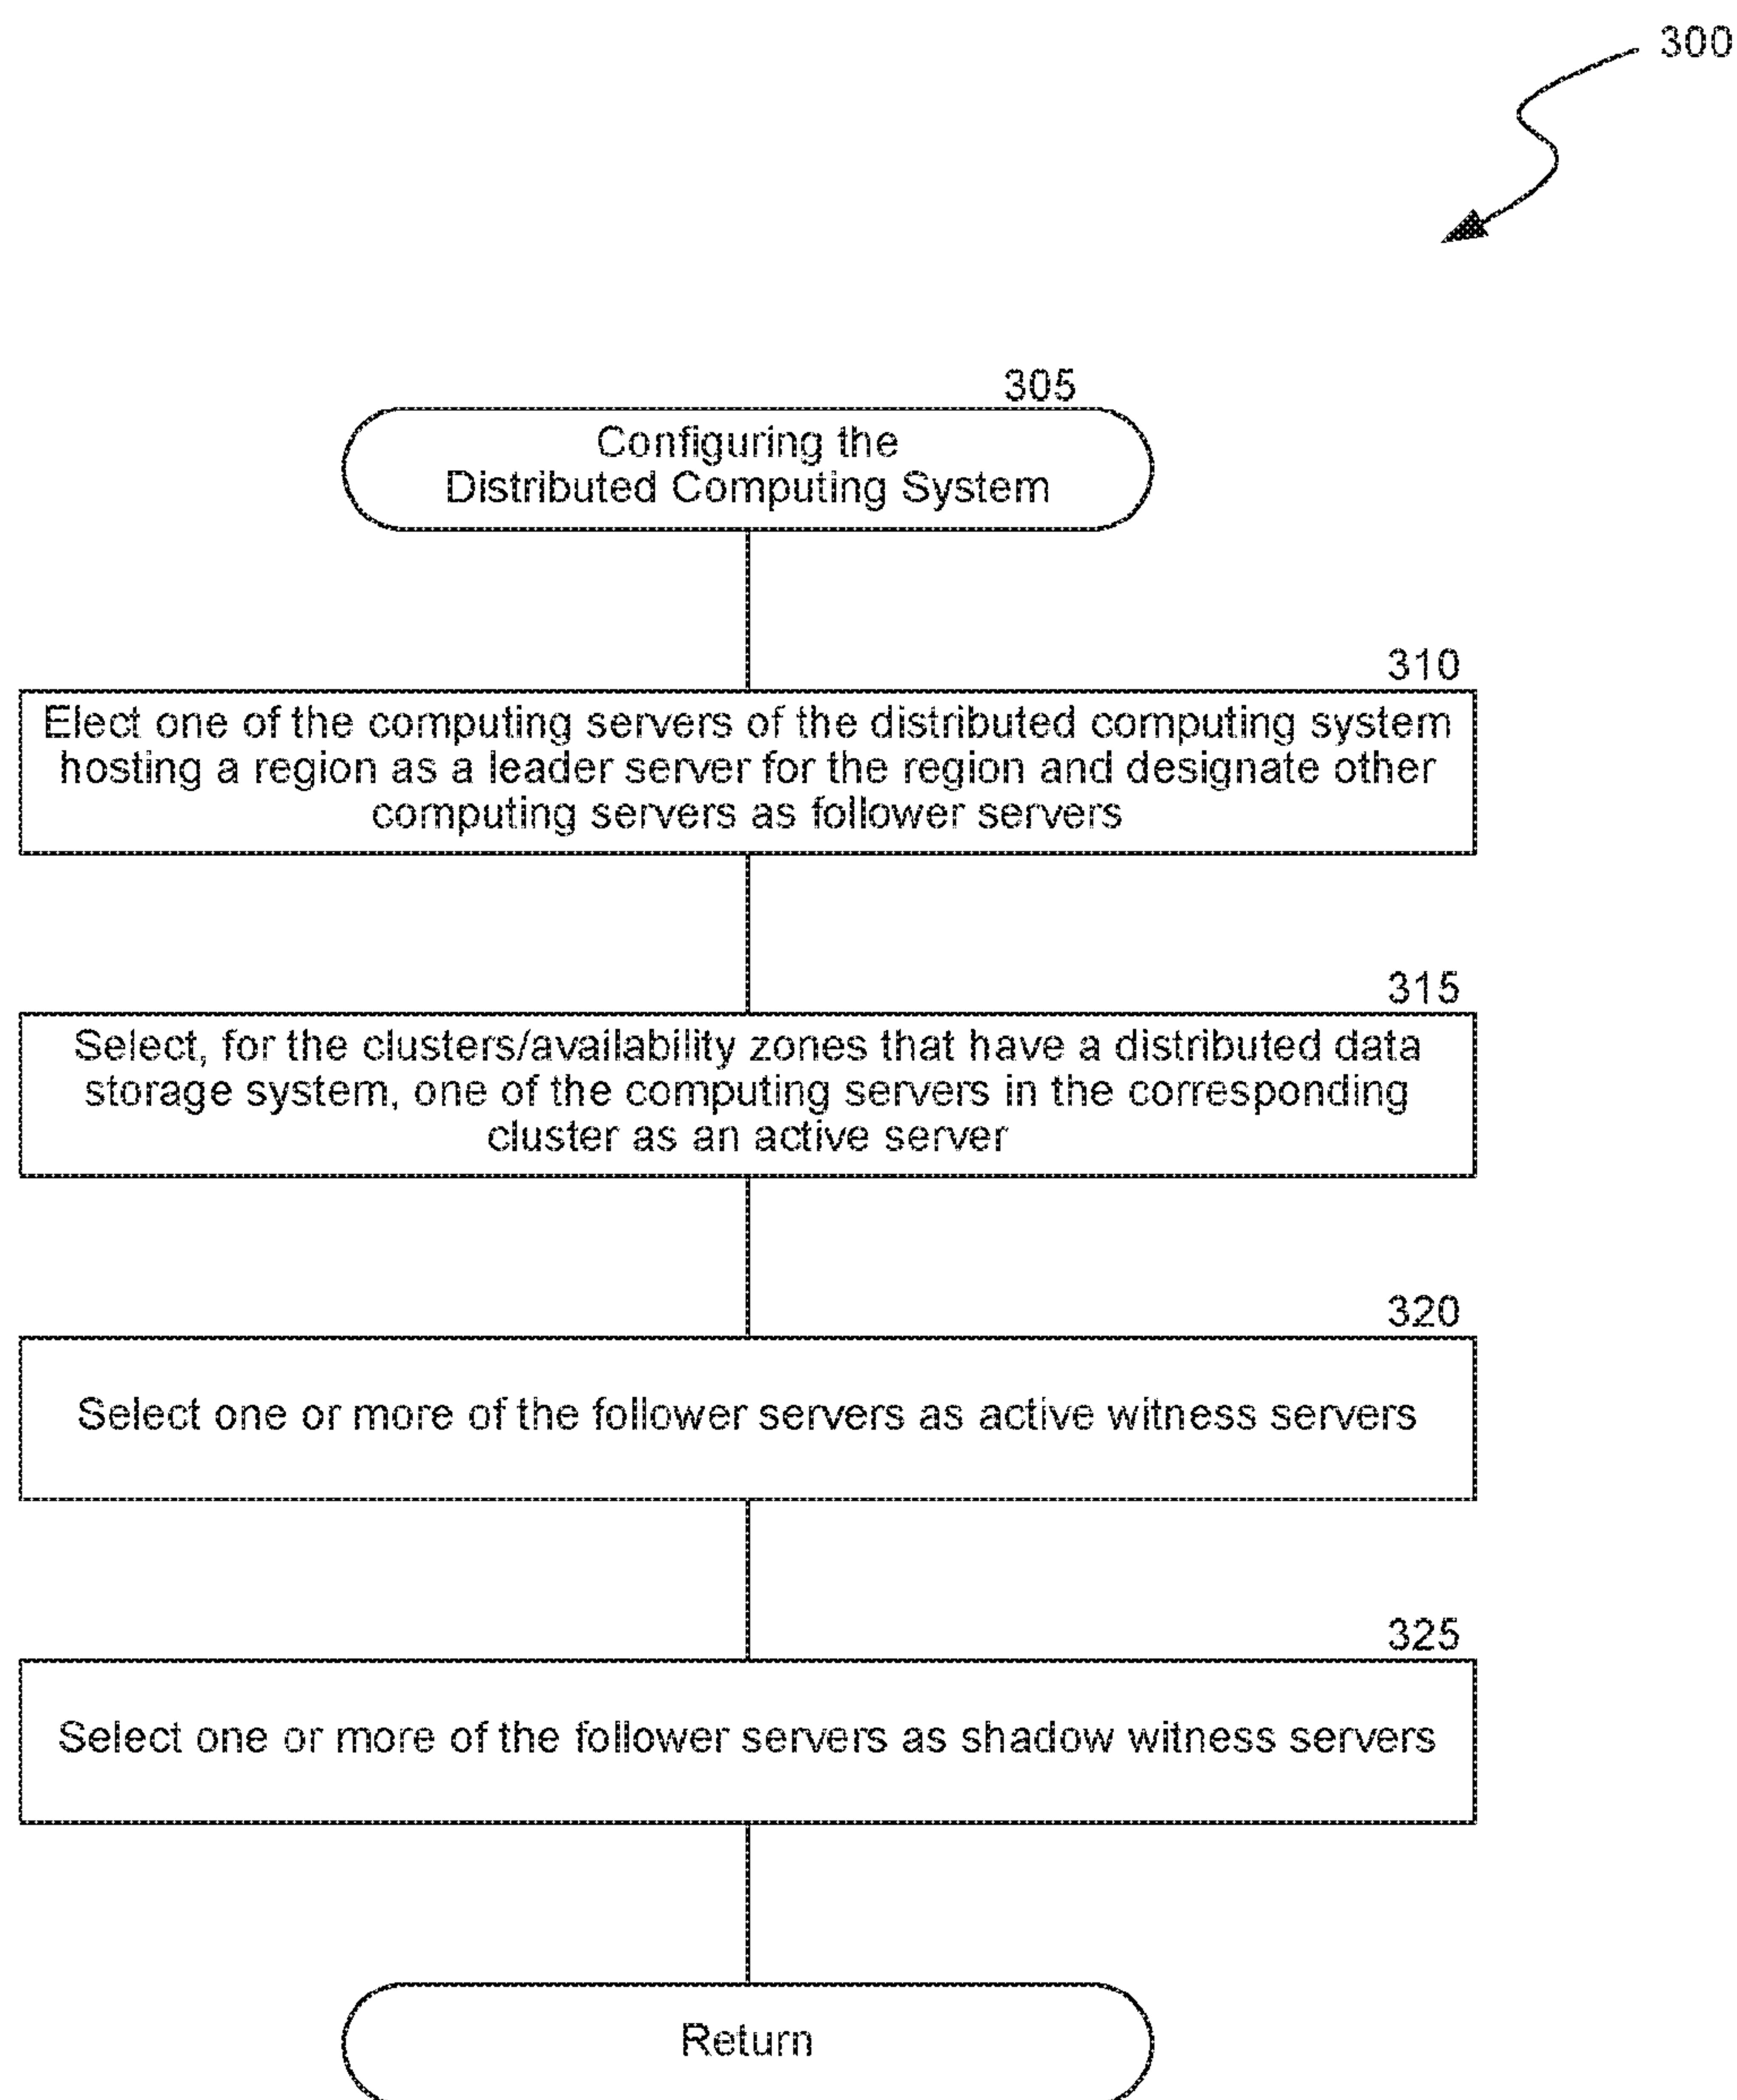 300
305
Configuring the
Distributed Computing System
310
Elect one of the computing servers of the distributed computing system
hosting a region as a leader server for the region and designate other
computing servers as follower servers
315
Select, for the clusters/availability zones that have a distributed data
storage system, one of the computing servers in the corresponding
cluster as an active server
320
Select one or more of the follower servers as active witness servers
325
Select one or more of the follower servers as shadow witness servers
Return